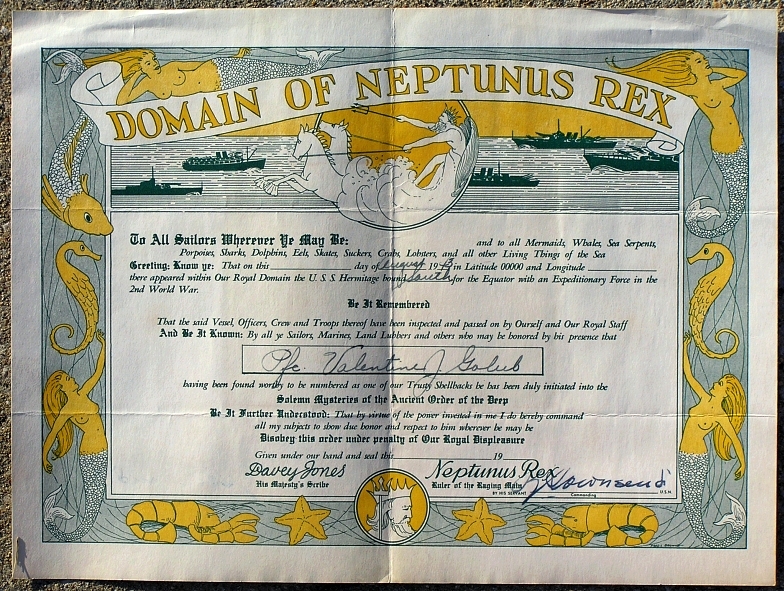 DOMAIN OF NEPTUNUS REX
To All Sailors Wherever Ye May Be: and to all Mermaids, Whales, Sea Serpents,
Porpoises, Sharks, Dolphins, Eels, Skates, Suckers, Crabs, Lobsters, and all other Living Things of the Sea
Greeting: Know ye: That on this day of August 1943 in Latitude 00000 and Longitude
there appeared within Our Royal Domain the U. S. S. Hermitage bound South for the Equator with an Expeditionary Force in the
2nd World War.
Be It Remembered
That the said Vessel, Officers, Crew and Troops thereof have been inspected and passed on by Ourself and Our Royal Staff
And Be It Known: By all ye Sailors, Marines, Land Lubbers and others who may be honored by his presence that
Pfc. Valentine J Golub
having been found worthy to be numbered as one of our Trusty Shellbacks he has been duly initiated into the
Solemn Mysteries of the Ancient Order of the Deep
Be It Further Understood: That by virtue of the power invested in me I do hereby command
all my subjects to show due honor and respect to him wherever he may be
Disobey this order under penalty of Our Royal Displeasure
Given under our hand and seal this 19
Davey Jones Neptunus Rex
His Majesty's Scribe Ruler of the Raging Main Townsend
BY HIS SERVANT Commanding U.S.N.